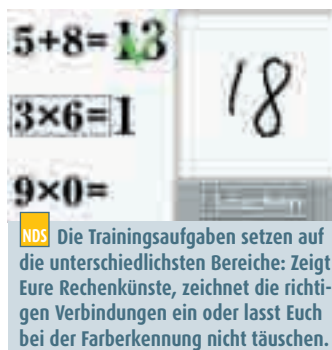 5+8=13
3×6=1
18
9×0=
NDS Die Trainingsaufgaben setzen auf
die unterschiedlichsten Bereiche: Zeigt
Eure Rechenkünste, zeichnet die richti-
gen Verbindungen ein oder lasst Euch
bei der Farberkennung nicht täuschen.